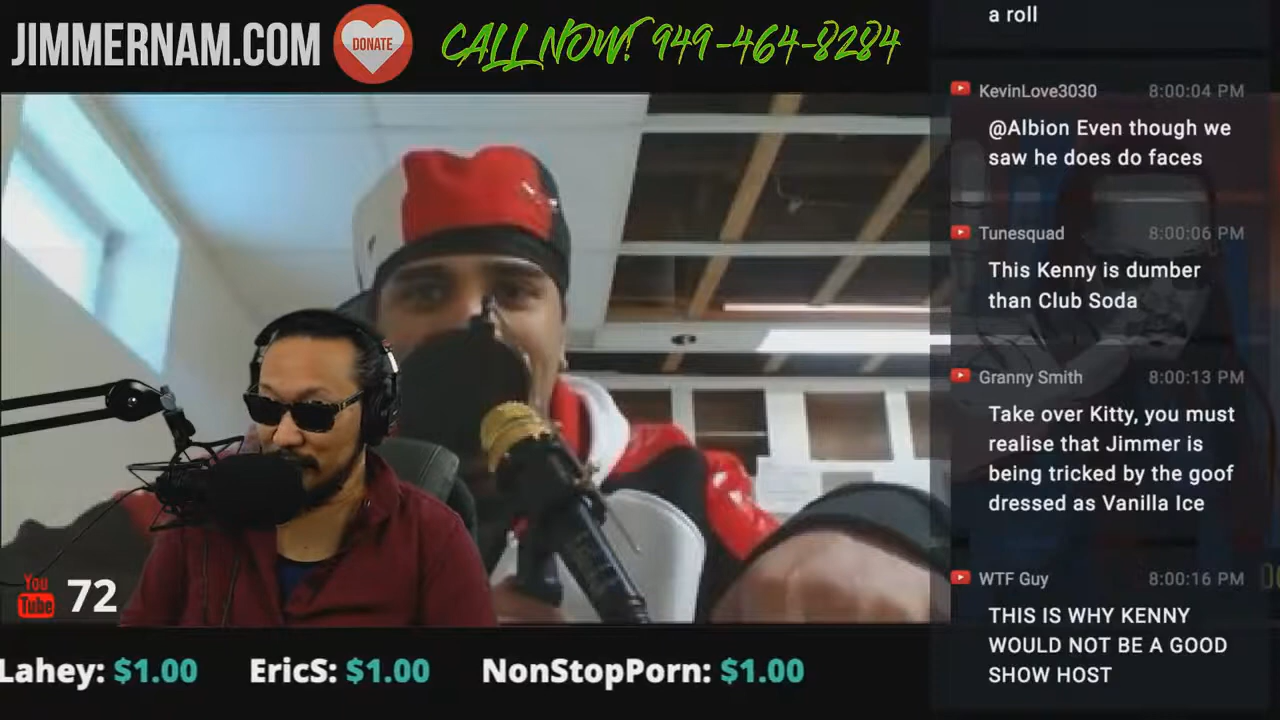 JIMMERNAM.COM
DONATE
CALL NOW! 949-464-8284
a roll
KevinLove3030 8:00:04 PM
@Albion Even though we
saw he does do faces
Tunesquad 8:00:06 PM
This Kenny is dumber
than Club Soda
Granny Smith 8:00:13 PM
Take over Kitty, you must
realise that Jimmer is
being tricked by the goof
dressed as Vanilla Ice
WTF Guy 8:00:16 PM
THIS IS WHY KENNY
WOULD NOT BE A GOOD
SHOW HOST
You
Tube 72
Lahey: $1.00 EricS: $1.00 NonStopPorn: $1.00